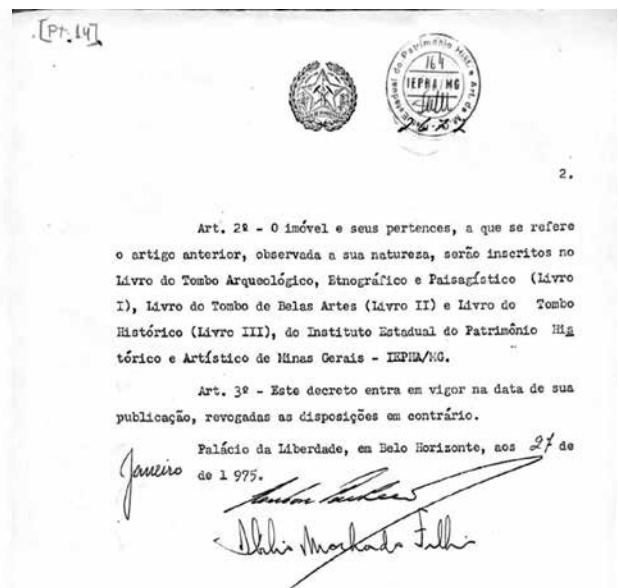 [Pt. 14]
164
IEPHA/MG
2.
Art. 2º - O imóvel e seus pertences, a que se refere
o artigo anterior, observada a sua natureza, serão inscritos no
Livro do Tombo Arqueológico, Etnográfico e Paisagístico (Livro
I), Livro do Tombo de Belas Artes (Livro II) e Livro do Tombo
Histórico (Livro III), do Instituto Estadual do Patrimônio His
tórico e Artístico de Minas Gerais - IEPHA/MG.
Art. 3º - Este decreto entra em vigor na data de sua
publicação, revogadas as disposições em contrário.
Palácio da Liberdade, em Belo Horizonte, aos 27 de
Janeiro de 1 975.
Machado Filho